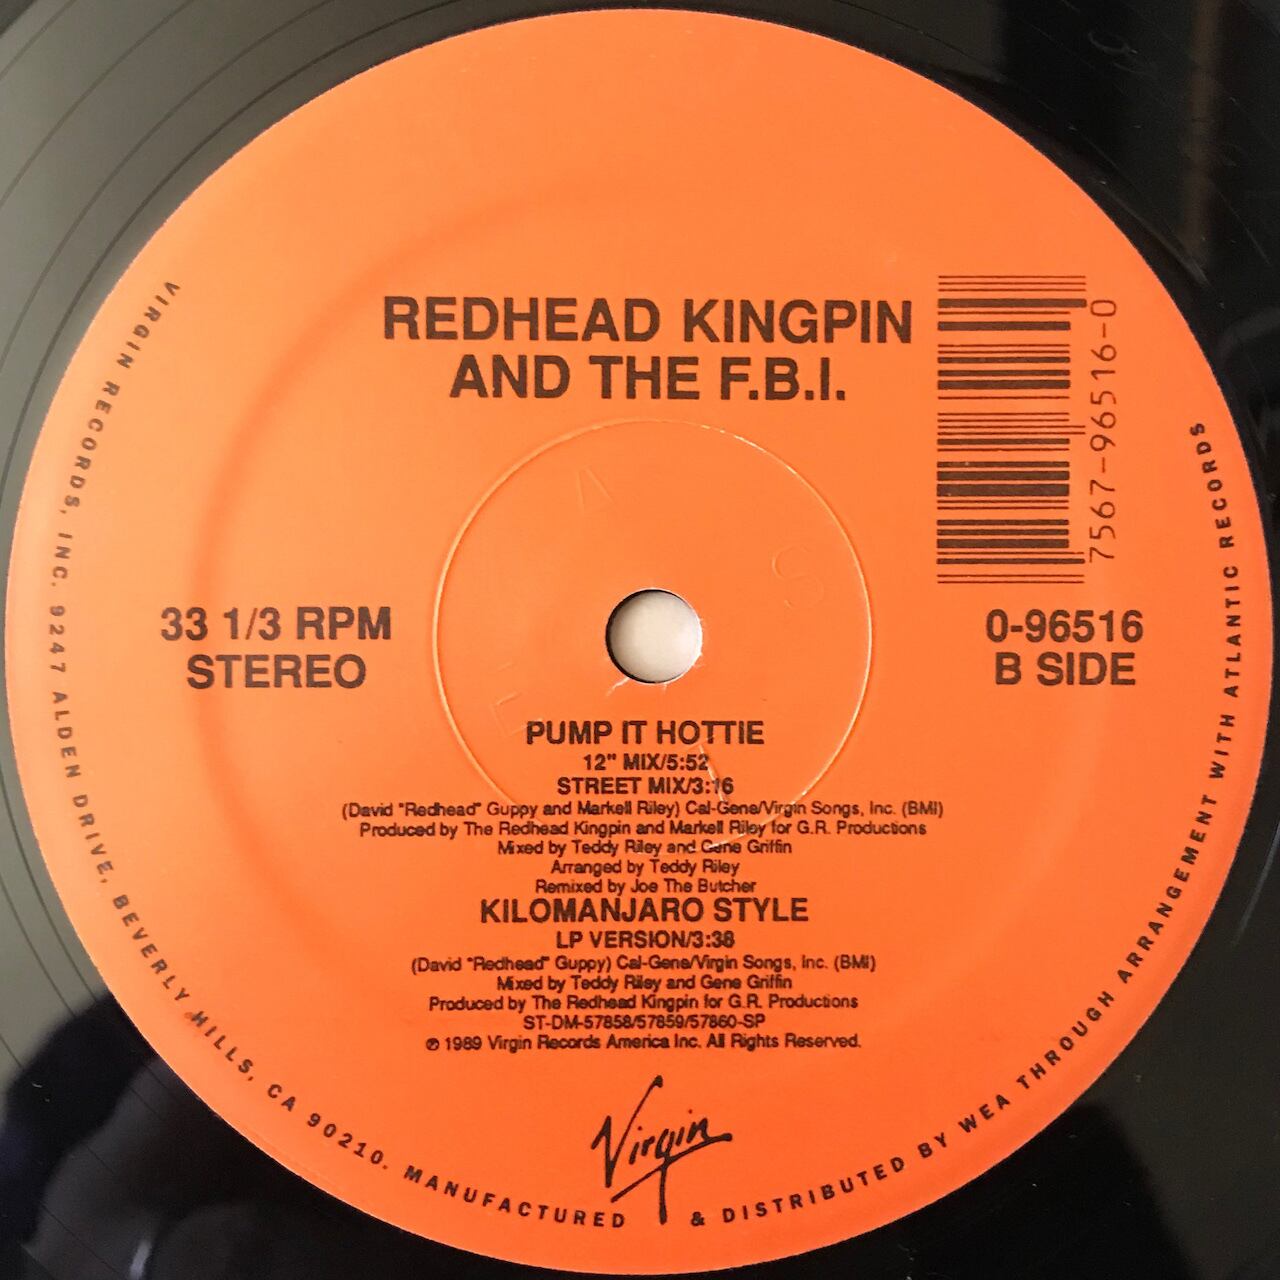 REDHEAD KINGPIN
AND THE F.B.I.
7567-96516-0
33 1/3 RPM
STEREO
0-96516
B SIDE
PUMP IT HOTTIE
12" MIX/5:52
STREET MIX/3:16
(David "Redhead" Guppy and Markell Riley) Cal-Gene/Virgin Songs, Inc. (BMI)
Produced by The Redhead Kingpin and Markell Riley for G.R. Productions
Mixed by Teddy Riley and Gene Griffin
Arranged by Teddy Riley
Remixed by Joe The Butcher
KILOMANJARO STYLE
LP VERSION/3:38
(David "Redhead" Guppy) Cal-Gene/Virgin Songs, Inc. (BMI)
Mixed by Teddy Riley and Gene Griffin
Produced by The Redhead Kingpin for G.R. Productions
ST-DM-57858/57859/57860-SP
℗ 1989 Virgin Records America Inc. All Rights Reserved.
Virgin
VIRGIN RECORDS, INC. 9247 ALDEN DRIVE, BEVERLY HILLS, CA 90210. MANUFACTURED & DISTRIBUTED BY WEA THROUGH ARRANGEMENT WITH ATLANTIC RECORDS